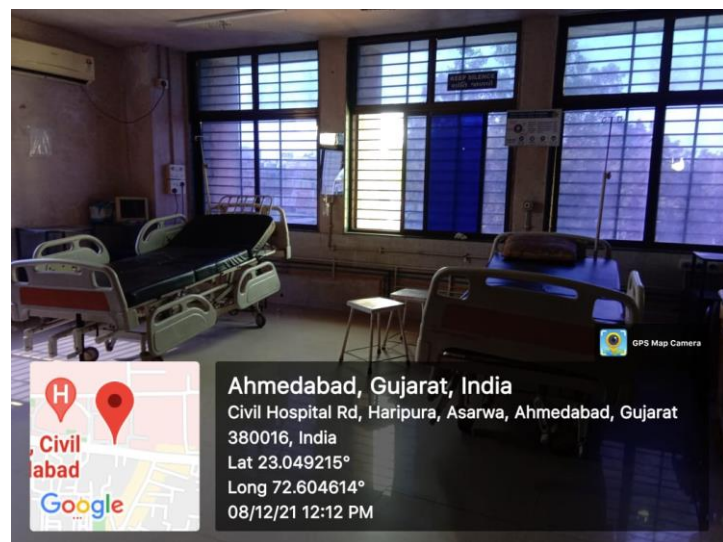 KEEP SILENCE
GPS Map Camera
H
, Civil
labad
Google
Ahmedabad, Gujarat, India
Civil Hospital Rd, Haripura, Asarwa, Ahmedabad, Gujarat
380016, India
Lat 23.049215°
Long 72.604614°
08/12/21 12:12 PM